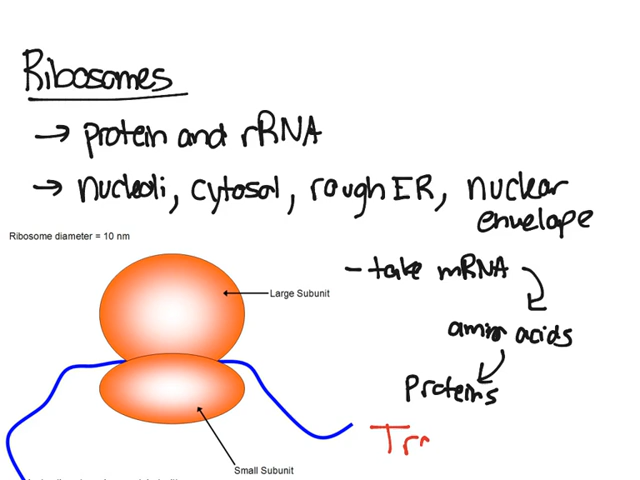 Ribosomes
→ protein and rRNA
→ nucleoli, cytosol, rough ER, nuclear envelope
Ribosome diameter = 10 nm
Large Subunit
- take mRNA
amino acids
Proteins
Small Subunit